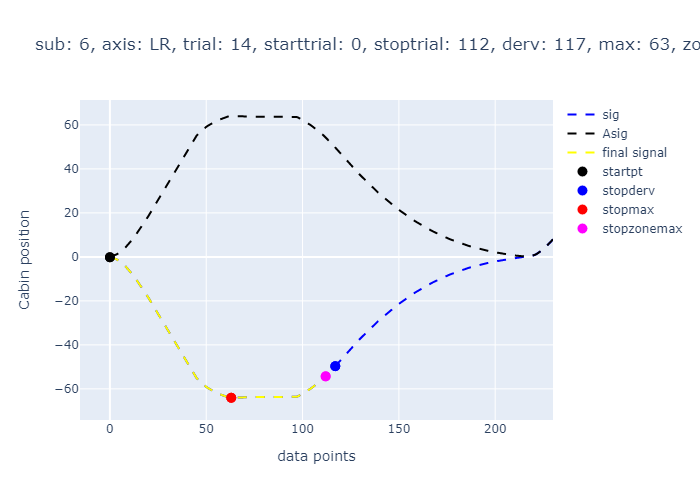 sub: 6, axis: LR, trial: 14, starttrial: 0, stoptrial: 112, derv: 117, max: 63, zo
60
40
20
0
−20
−40
−60
Cabin position
0
50
100
150
200
data points
sig
Asig
final signal
startpt
stopderv
stopmax
stopzonemax